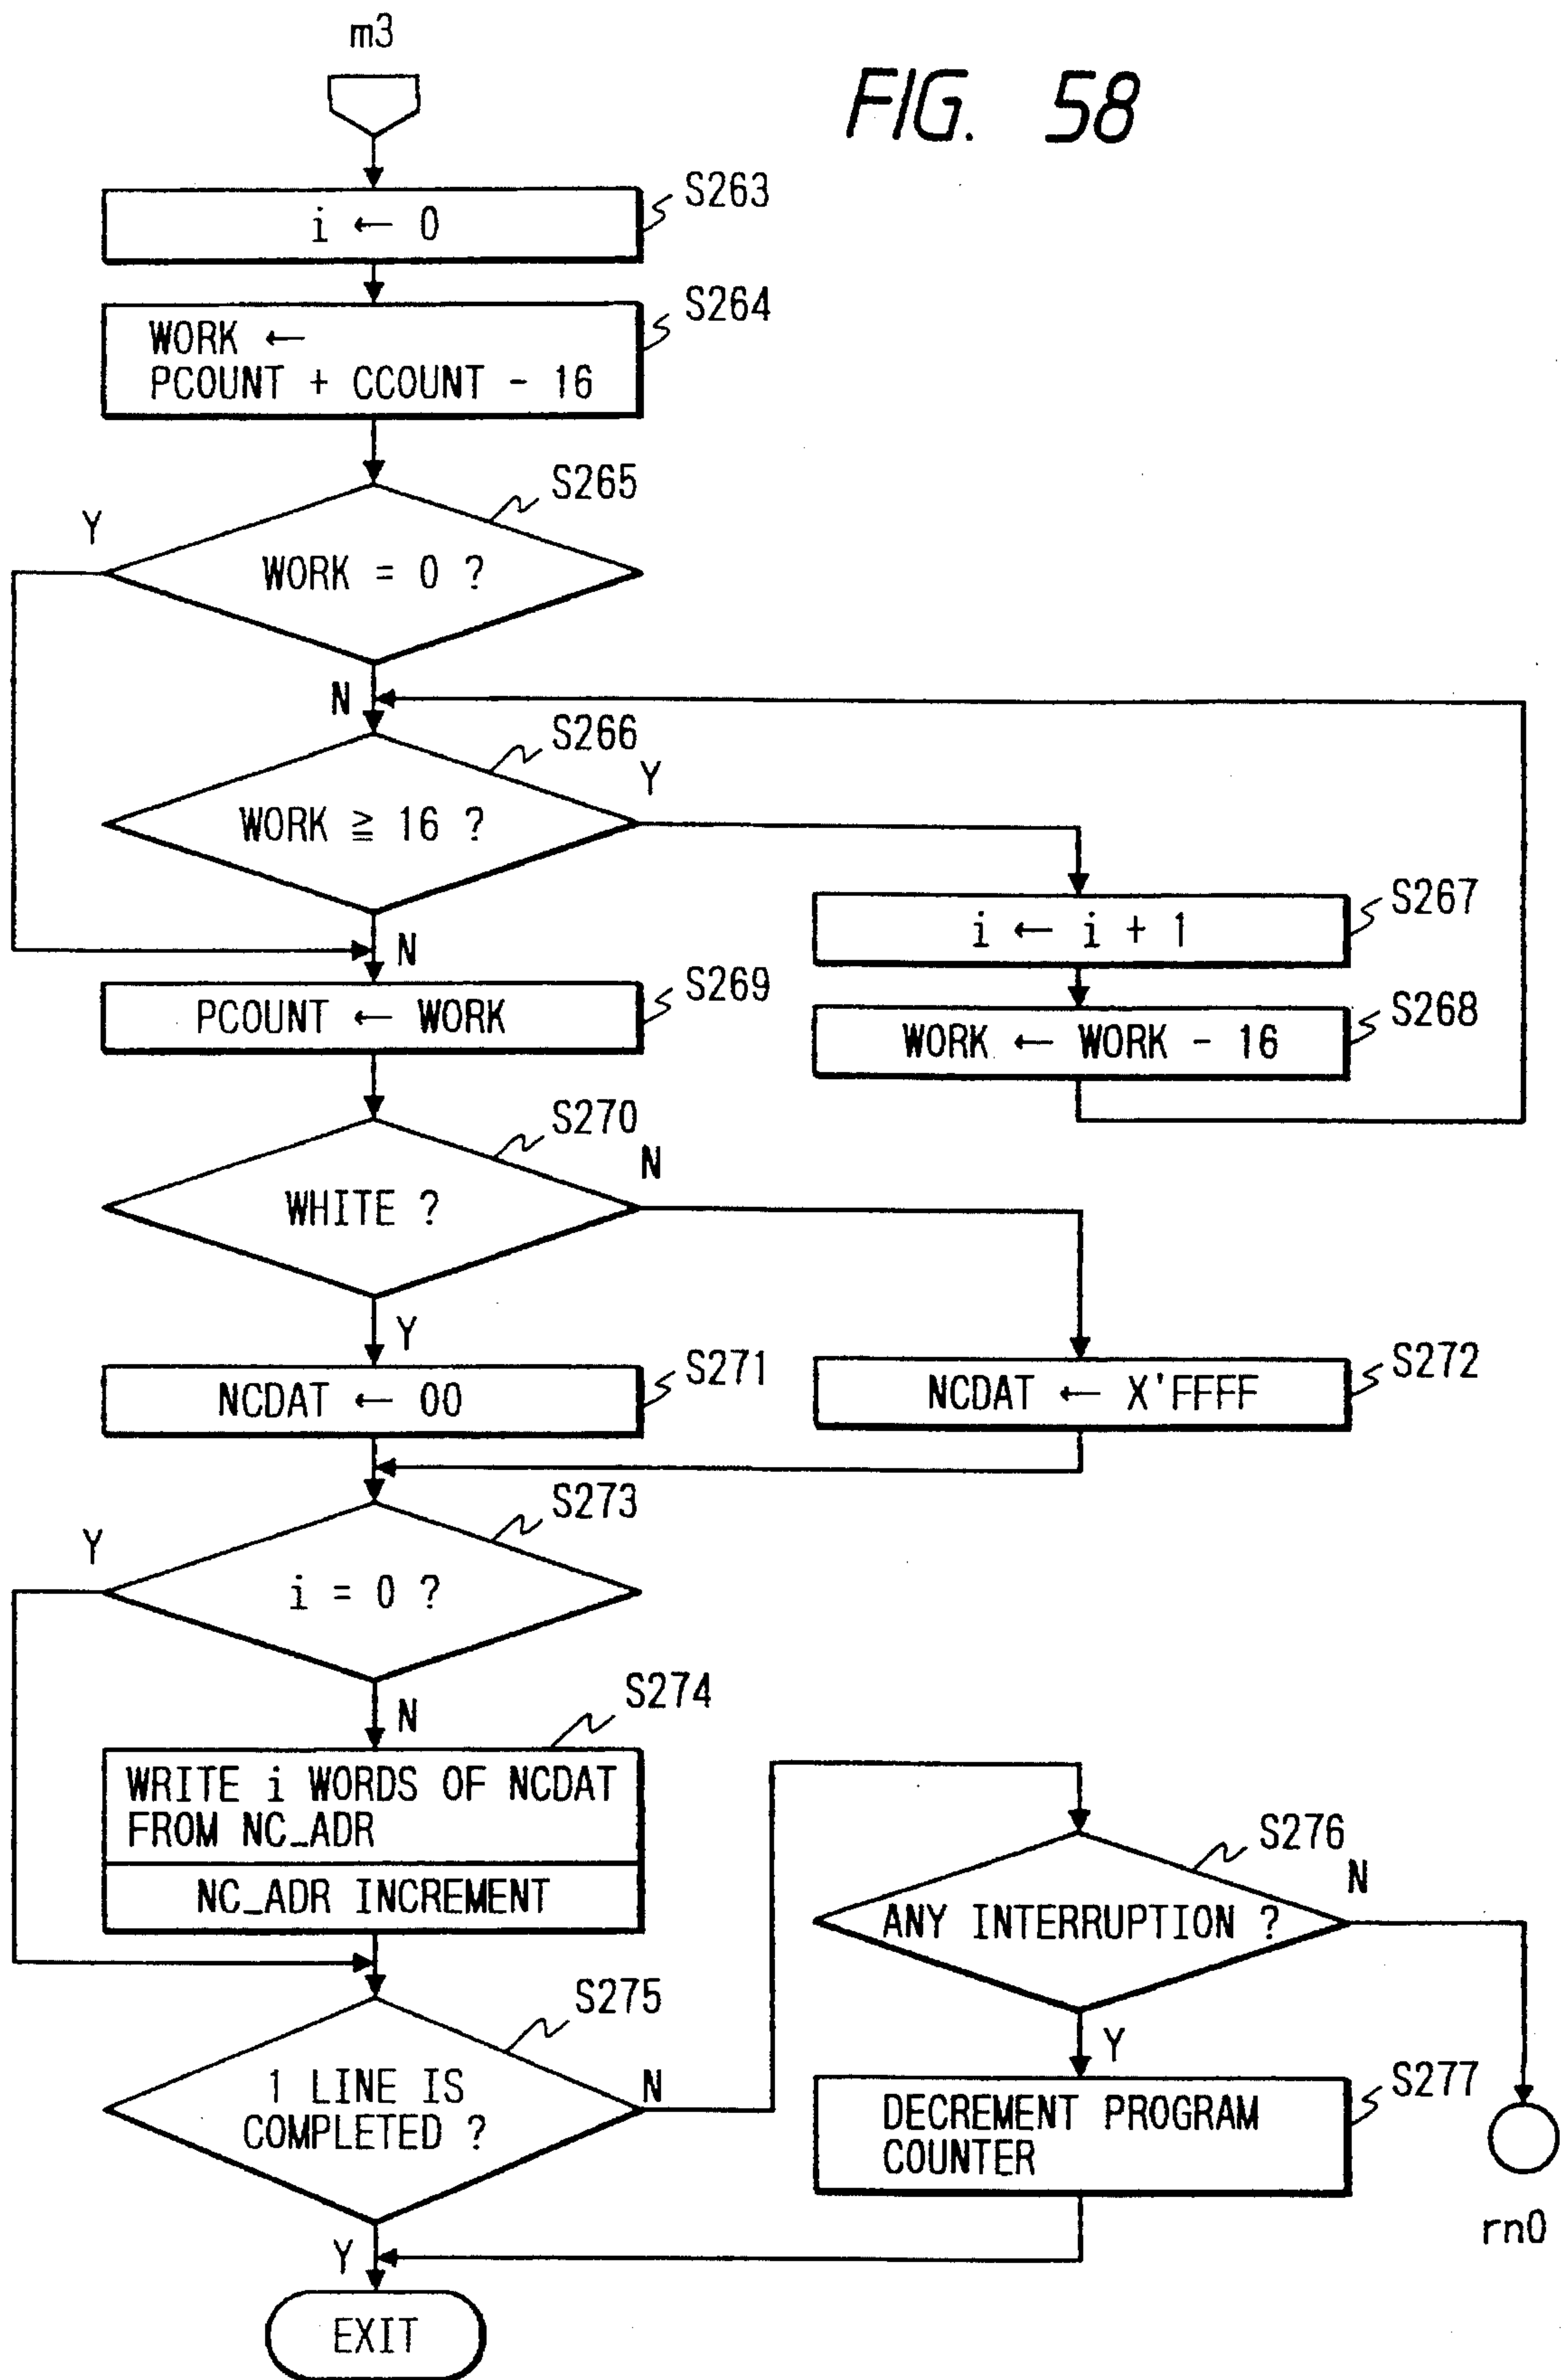 m3
FIG. 58
S263
i ← 0
S264
WORK ←
PCOUNT + CCOUNT - 16
S265
Y
WORK = 0 ?
N
S266
Y
WORK ≧ 16 ?
N
S267
i ← i + 1
S268
WORK ← WORK - 16
S269
PCOUNT ← WORK
S270
N
WHITE ?
Y
S271
NCDAT ← 00
S272
NCDAT ← X'FFFF
S273
Y
i = 0 ?
N
S274
WRITE i WORDS OF NCDAT
FROM NC_ADR
NC_ADR INCREMENT
S275
1 LINE IS
COMPLETED ?
N
S276
N
ANY INTERRUPTION ?
Y
S277
DECREMENT PROGRAM
COUNTER
rn0
Y
EXIT